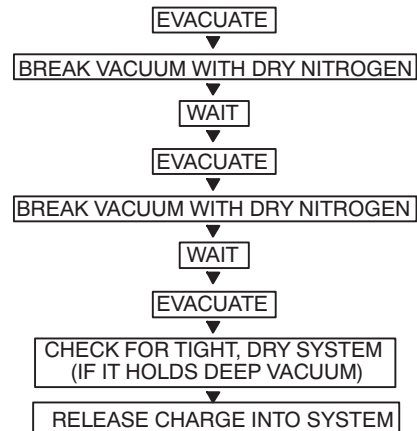 EVACUATE
BREAK VACUUM WITH DRY NITROGEN
WAIT
EVACUATE
BREAK VACUUM WITH DRY NITROGEN
WAIT
EVACUATE
CHECK FOR TIGHT, DRY SYSTEM
(IF IT HOLDS DEEP VACUUM)
RELEASE CHARGE INTO SYSTEM